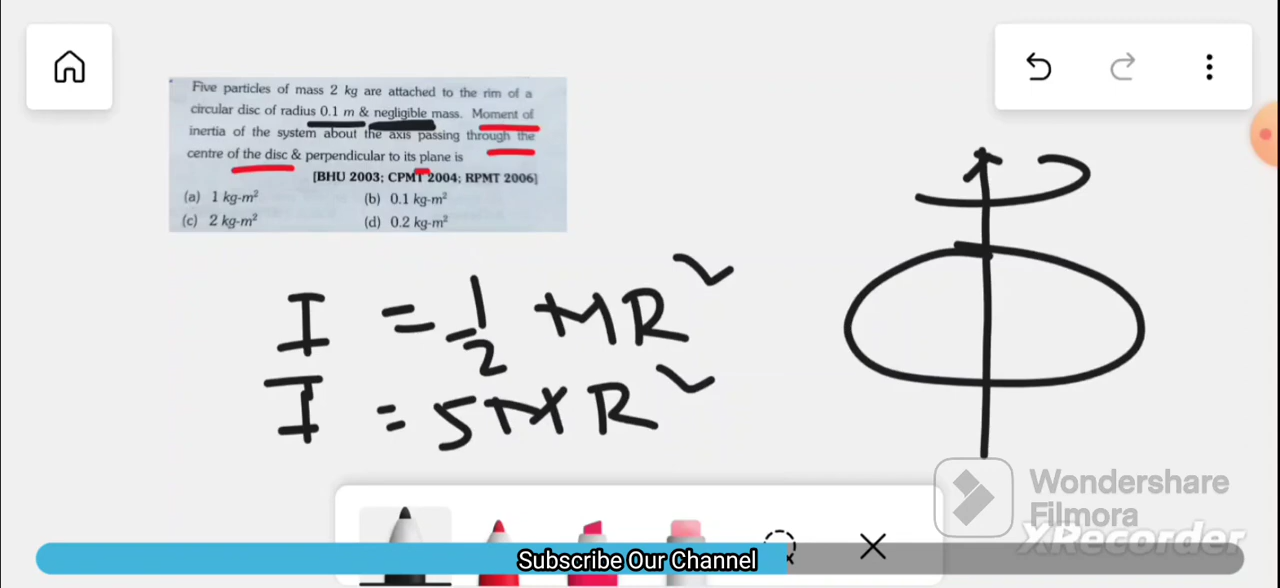 Five particles of mass 2 kg are attached to the rim of a
circular disc of radius 0.1 m & negligible mass. Moment of
inertia of the system about the axis passing through the
centre of the disc & perpendicular to its plane is
[BHU 2003; CPMT 2004; RPMT 2006]
(a) 1 kg-m² (b) 0.1 kg-m²
(c) 2 kg-m² (d) 0.2 kg-m²
I = 1/2 MR²
I = 5MR²
Wondershare
Filmora
XRecorder
Subscribe Our Channel